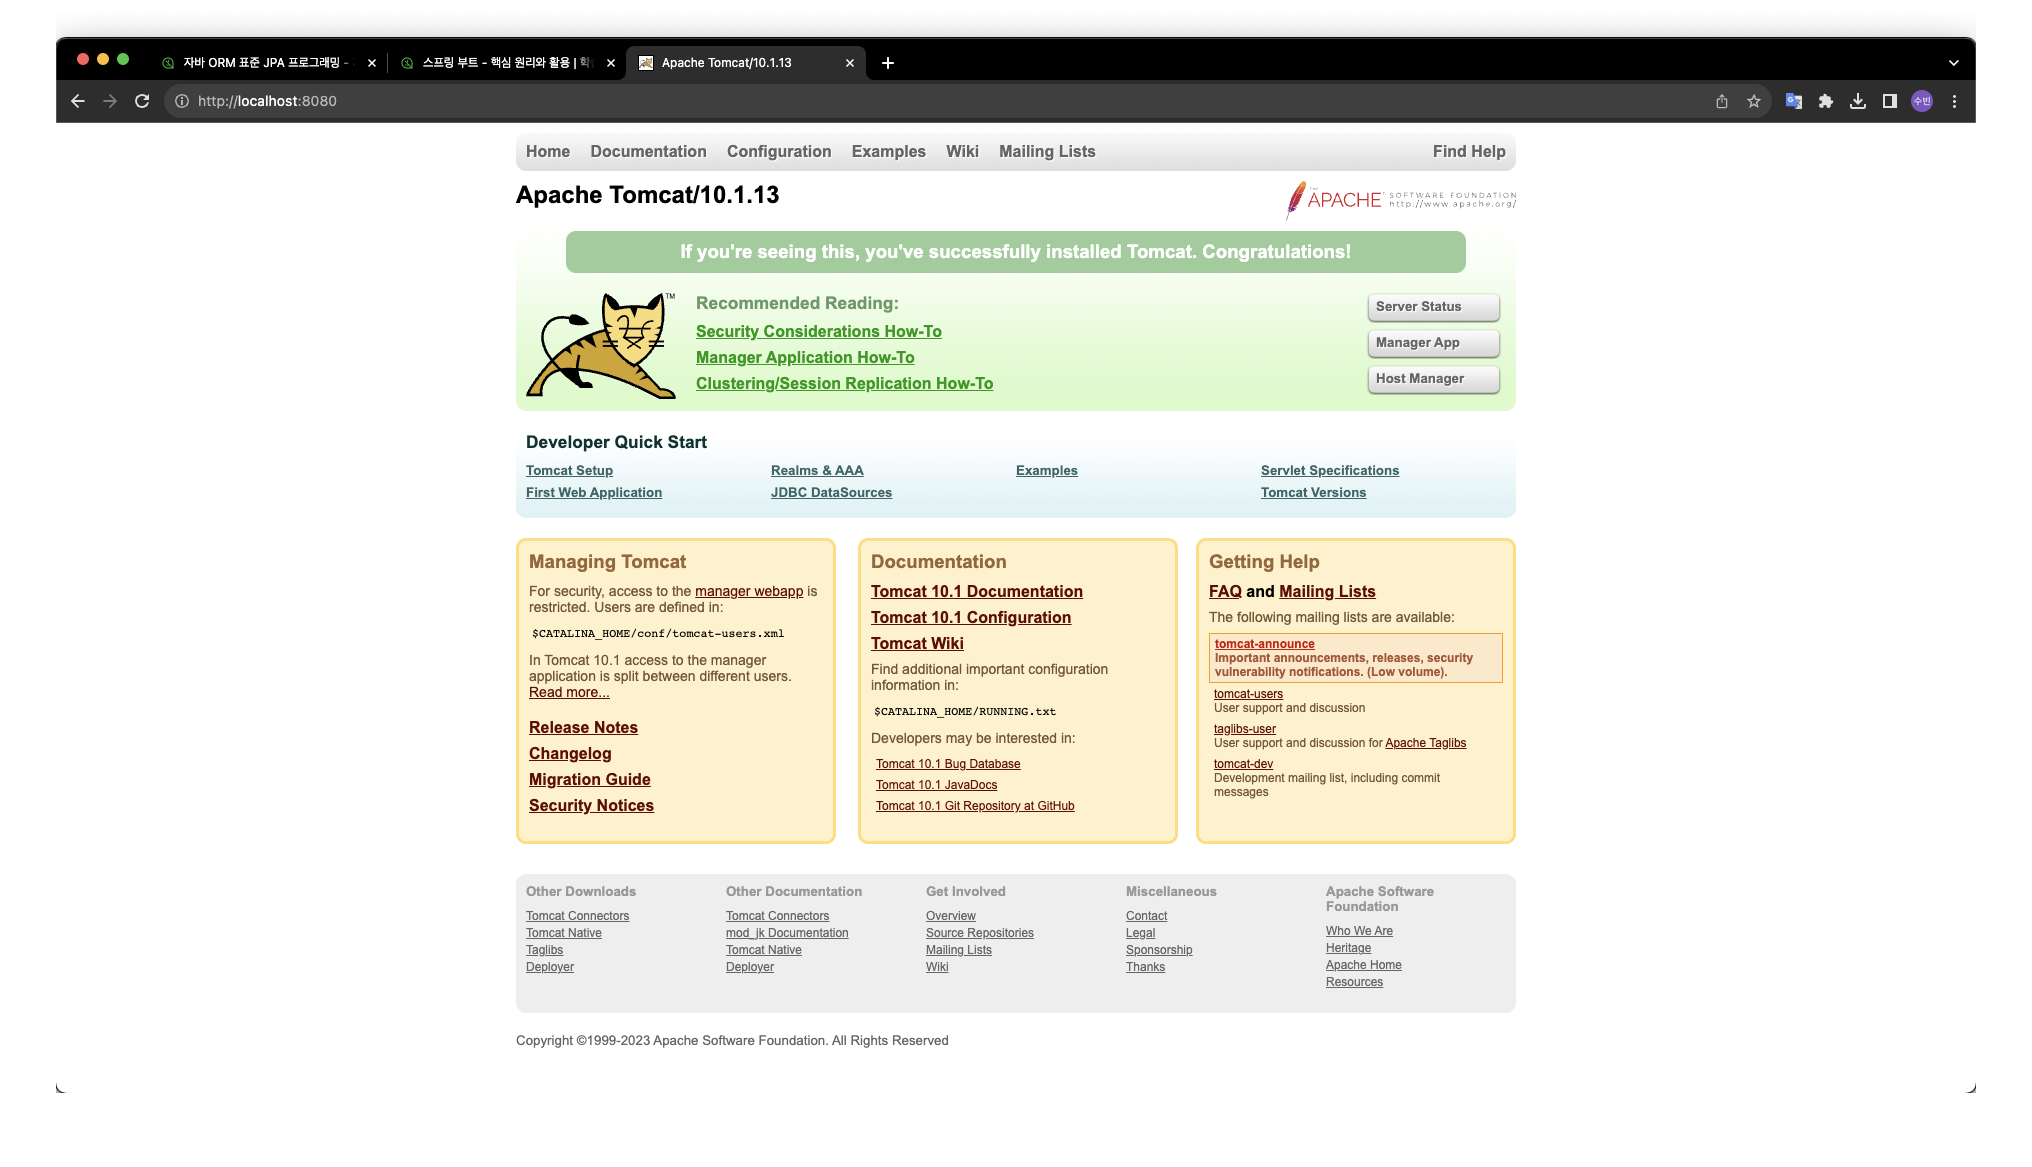 자바 ORM 표준 JPA 프로그래밍 -
스프링 부트 - 핵심 원리와 활용 | 학
Apache Tomcat/10.1.13
http://localhost:8080
수빈
Home Documentation Configuration Examples Wiki Mailing Lists Find Help
Apache Tomcat/10.1.13
THE APACHE SOFTWARE FOUNDATION
http://www.apache.org/
If you're seeing this, you've successfully installed Tomcat. Congratulations!
TM
Recommended Reading:
Security Considerations How-To
Manager Application How-To
Clustering/Session Replication How-To
Server Status
Manager App
Host Manager
Developer Quick Start
Tomcat Setup
First Web Application
Realms & AAA
JDBC DataSources
Examples
Servlet Specifications
Tomcat Versions
Managing Tomcat
For security, access to the manager webapp is
restricted. Users are defined in:
$CATALINA_HOME/conf/tomcat-users.xml
In Tomcat 10.1 access to the manager
application is split between different users.
Read more...
Release Notes
Changelog
Migration Guide
Security Notices
Documentation
Tomcat 10.1 Documentation
Tomcat 10.1 Configuration
Tomcat Wiki
Find additional important configuration
information in:
$CATALINA_HOME/RUNNING.txt
Developers may be interested in:
Tomcat 10.1 Bug Database
Tomcat 10.1 JavaDocs
Tomcat 10.1 Git Repository at GitHub
Getting Help
FAQ and Mailing Lists
The following mailing lists are available:
tomcat-announce
Important announcements, releases, security
vulnerability notifications. (Low volume).
tomcat-users
User support and discussion
taglibs-user
User support and discussion for Apache Taglibs
tomcat-dev
Development mailing list, including commit
messages
Other Downloads
Tomcat Connectors
Tomcat Native
Taglibs
Deployer
Other Documentation
Tomcat Connectors
mod_jk Documentation
Tomcat Native
Deployer
Get Involved
Overview
Source Repositories
Mailing Lists
Wiki
Miscellaneous
Contact
Legal
Sponsorship
Thanks
Apache Software
Foundation
Who We Are
Heritage
Apache Home
Resources
Copyright ©1999-2023 Apache Software Foundation. All Rights Reserved